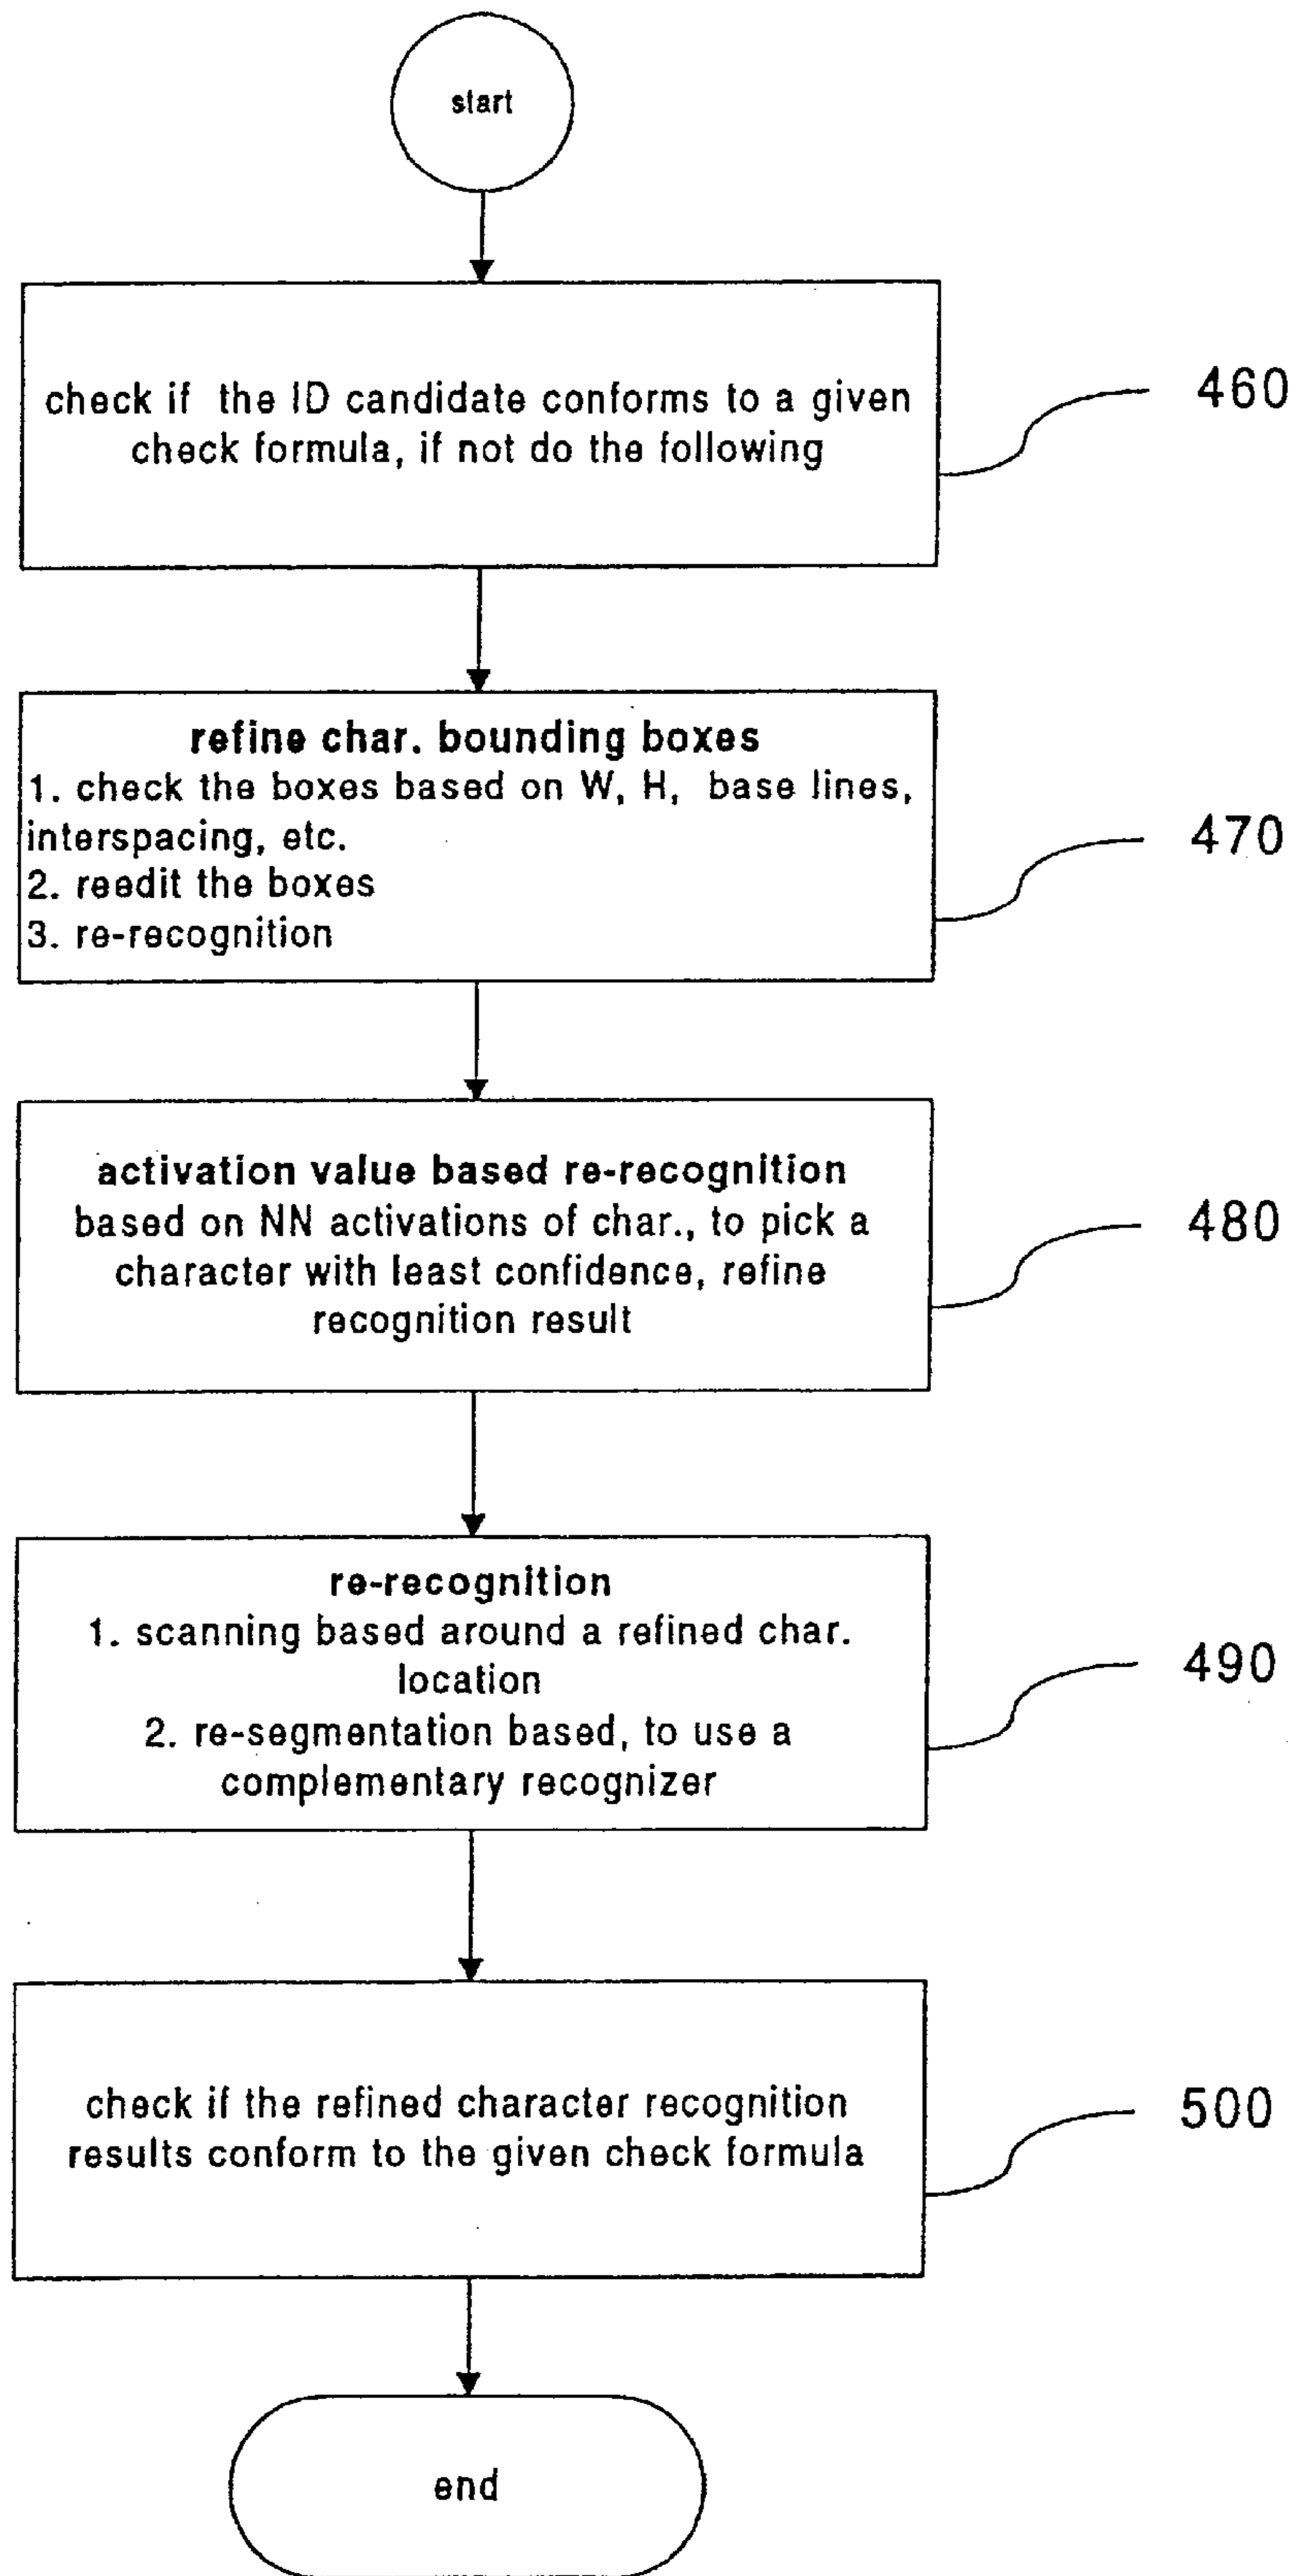 start
check if the ID candidate conforms to a given
check formula, if not do the following
460
refine char. bounding boxes
1. check the boxes based on W, H, base lines,
interspacing, etc.
2. reedit the boxes
3. re-recognition
470
activation value based re-recognition
based on NN activations of char., to pick a
character with least confidence, refine
recognition result
480
re-recognition
1. scanning based around a refined char.
location
2. re-segmentation based, to use a
complementary recognizer
490
check if the refined character recognition
results conform to the given check formula
500
end